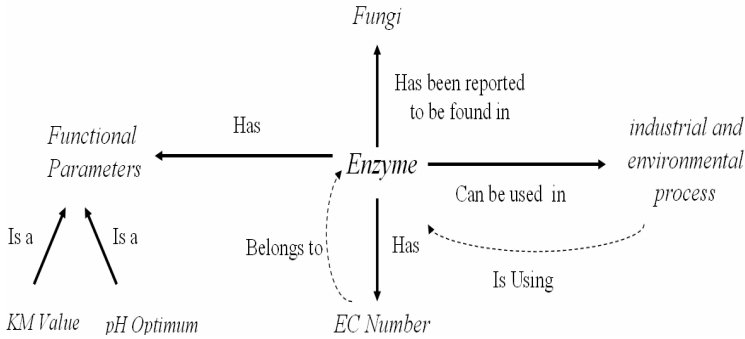 Fungi
Has been reported
to be found in
Has
Functional
Parameters
Enzyme
industrial and
environmental
process
Can be used in
Is a
Is a
Belongs to
Has
Is Using
KM Value
pH Optimum
EC Number